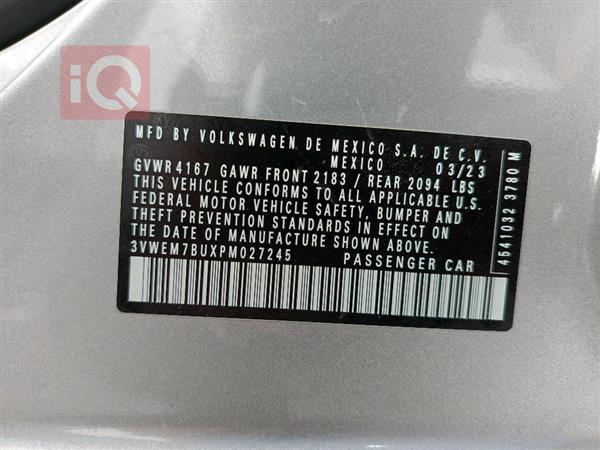 iQ
MFD BY VOLKSWAGEN DE MEXICO S.A. DE C.V.
MEXICO 03/23
GVWR 4167 GAWR FRONT 2183 / REAR 2094 LBS
THIS VEHICLE CONFORMS TO ALL APPLICABLE U.S.
FEDERAL MOTOR VEHICLE SAFETY, BUMPER AND
THEFT PREVENTION STANDARDS IN EFFECT ON
THE DATE OF MANUFACTURE SHOWN ABOVE.
3VWEM7BUXPM027245 PASSENGER CAR
4541032 3780 M